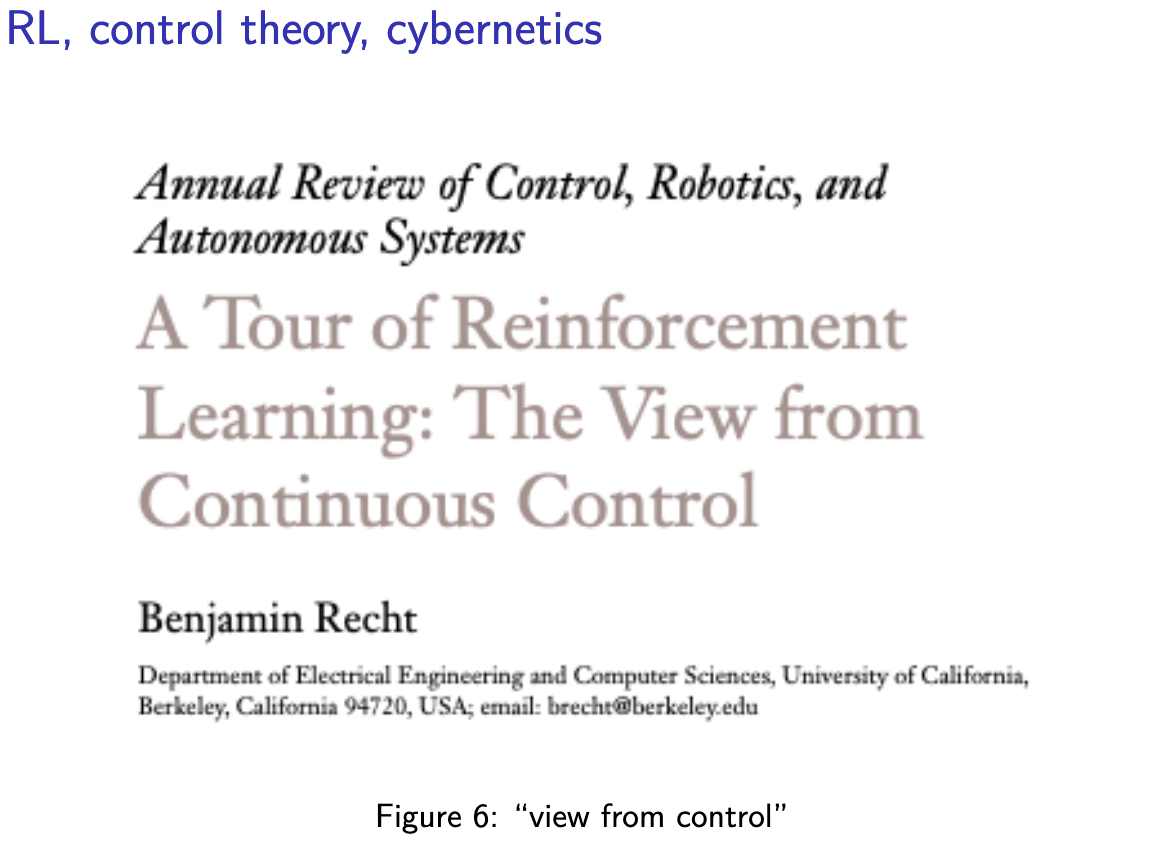 RL, control theory, cybernetics
Annual Review of Control, Robotics, and
Autonomous Systems
A Tour of Reinforcement
Learning: The View from
Continuous Control
Benjamin Recht
Department of Electrical Engineering and Computer Sciences, University of California,
Berkeley, California 94720, USA; email: brecht@berkeley.edu
Figure 6: “view from control”